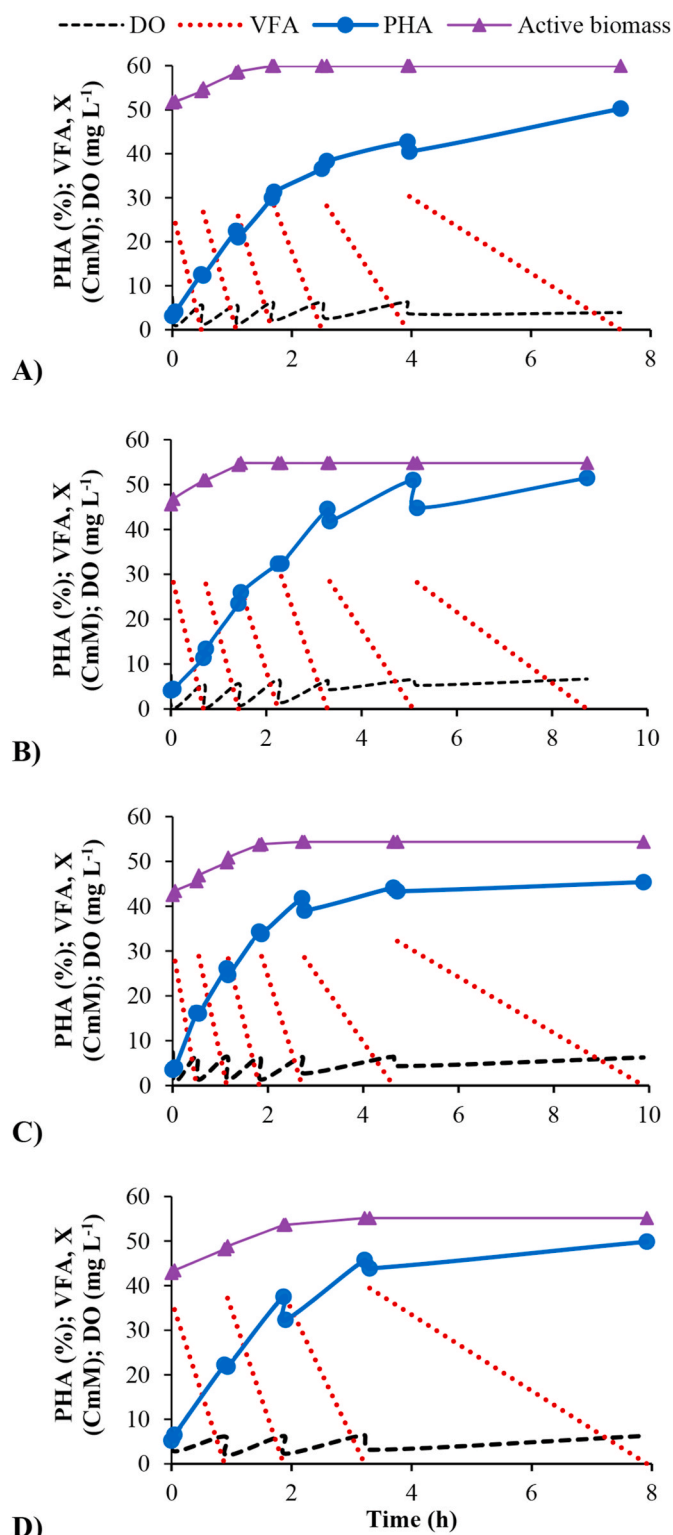 DO VFA PHA Active biomass
PHA (%); VFA, X
(CmM); DO (mg L-1)
60
50
40
30
20
10
0
0 2 4 6 8
A)
PHA (%); VFA, X
(CmM); DO (mg L-1)
60
50
40
30
20
10
0
0 2 4 6 8 10
B)
PHA (%); VFA, X
(CmM); DO (mg L-1)
60
50
40
30
20
10
0
0 2 4 6 8 10
C)
PHA (%); VFA, X
(CmM); DO (mg L-1)
60
50
40
30
20
10
0
0 2 4 6 8
Time (h)
D)